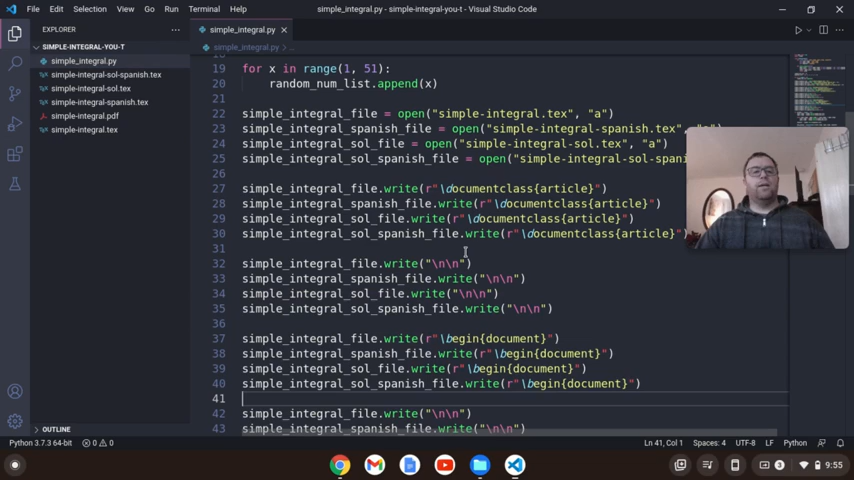 File Edit Selection View Go Run Terminal Help
simple_integral.py - simple-integral-you-t - Visual Studio Code
EXPLORER
simple_integral.py
SIMPLE-INTEGRAL-YOU-T
simple_integral.py > ...
simple_integral.py
simple-integral-sol-spanish.tex
simple-integral-sol.tex
simple-integral-spanish.tex
simple-integral.pdf
simple-integral.tex
19 for x in range(1, 51):
20 random_num_list.append(x)
21
22 simple_integral_file = open("simple-integral.tex", "a")
23 simple_integral_spanish_file = open("simple-integral-spanish.tex", "a")
24 simple_integral_sol_file = open("simple-integral-sol.tex", "a")
25 simple_integral_sol_spanish_file = open("simple-integral-sol-spani
26
27 simple_integral_file.write(r"\documentclass{article}")
28 simple_integral_spanish_file.write(r"\documentclass{article}")
29 simple_integral_sol_file.write(r"\documentclass{article}")
30 simple_integral_sol_spanish_file.write(r"\documentclass{article}")
31
32 simple_integral_file.write("\n\n")
33 simple_integral_spanish_file.write("\n\n")
34 simple_integral_sol_file.write("\n\n")
35 simple_integral_sol_spanish_file.write("\n\n")
36
37 simple_integral_file.write(r"\begin{document}")
38 simple_integral_spanish_file.write(r"\begin{document}")
39 simple_integral_sol_file.write(r"\begin{document}")
40 simple_integral_sol_spanish_file.write(r"\begin{document}")
41
42 simple_integral_file.write("\n\n")
43 simple_integral_spanish_file.write("\n\n")
OUTLINE
Python 3.7.3 64-bit 0 0
Ln 41, Col 1 Spaces: 4 UTF-8 LF Python
3 9:55